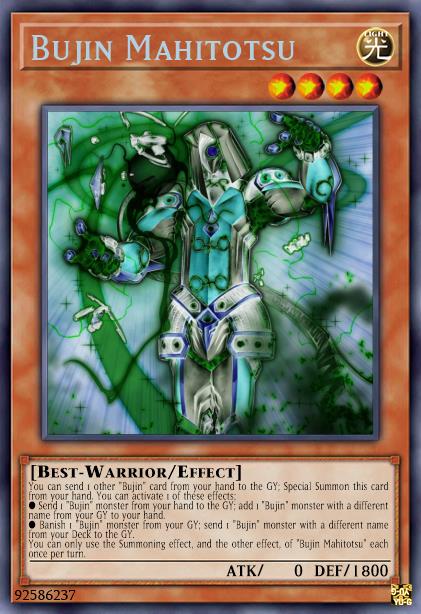 BUJIN MAHITOTSU
LIGHT
光
[BEST-WARRIOR/EFFECT]
You can send 1 other "Bujin" card from your hand to the GY; Special Summon this card
from your hand. You can activate 1 of these effects;
● Send 1 "Bujin" monster from your hand to the GY; add 1 "Bujin" monster with a different
name from your GY to your hand.
● Banish 1 "Bujin" monster from your GY; send 1 "Bujin" monster with a different name
from your Deck to the GY.
You can only use the Summoning effect, and the other effect, of "Bujin Mahitotsu" each
once per turn.
ATK/ 0 DEF/1800
92586237